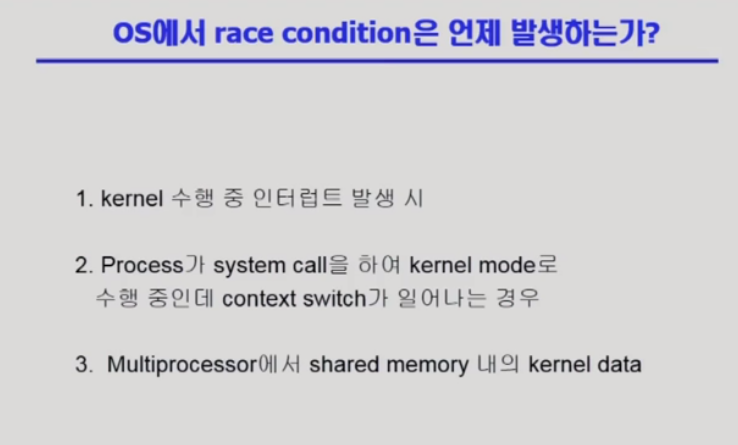 OS에서 race condition은 언제 발생하는가?
1. kernel 수행 중 인터럽트 발생 시
2. Process가 system call을 하여 kernel mode로
수행 중인데 context switch가 일어나는 경우
3. Multiprocessor에서 shared memory 내의 kernel data